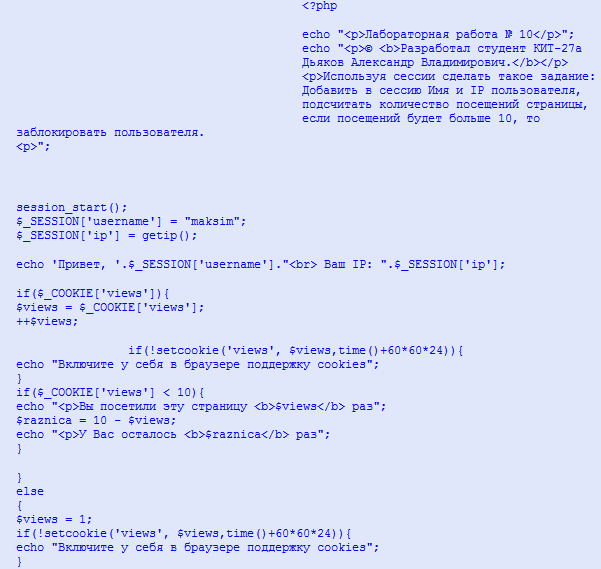 <?php
echo "<p>Лабораторная работа № 10</p>";
echo "<p>© <b>Разработал студент КИТ-27а
Дьяков Александр Владимирович.</b></p>
<p>Используя сессии сделать такое задание:
Добавить в сессию Имя и IP пользователя,
подсчитать количество посещений страницы,
если посещений будет больше 10, то
заблокировать пользователя.
<p>";
session_start();
$_SESSION['username'] = "maksim";
$_SESSION['ip'] = getip();
echo 'Привет, '.$_SESSION['username']."<br> Ваш IP: ".$_SESSION['ip'];
if($_COOKIE['views']){
$views = $_COOKIE['views'];
++$views;
if(!setcookie('views', $views,time()+60*60*24)){
echo "Включите у себя в браузере поддержку cookies";
}
if($_COOKIE['views'] < 10){
echo "<p>Вы посетили эту страницу <b>$views</b> раз";
$raznica = 10 - $views;
echo "<p>У Вас осталось <b>$raznica</b> раз";
}
}
else
{
$views = 1;
if(!setcookie('views', $views,time()+60*60*24)){
echo "Включите у себя в браузере поддержку cookies";
}